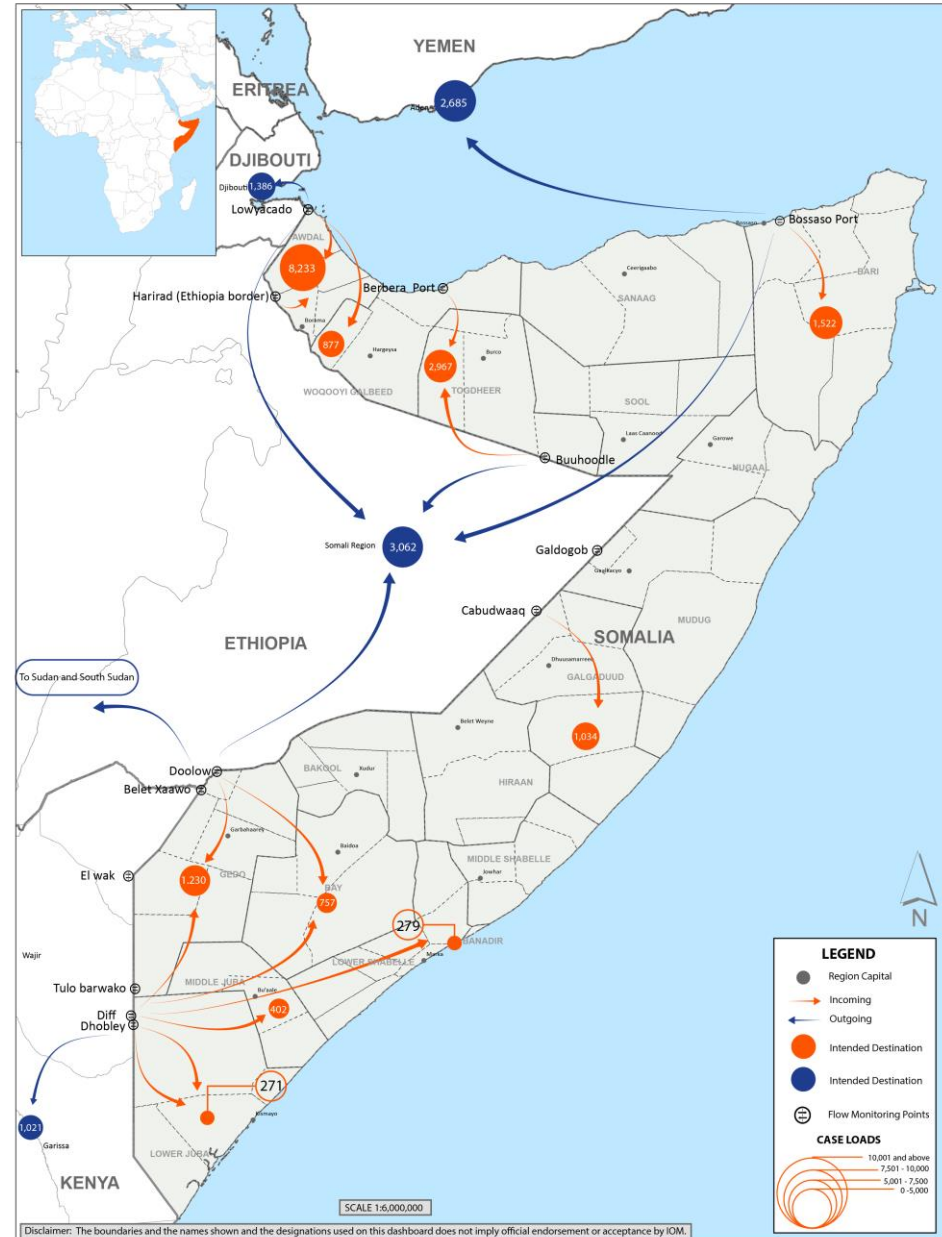 YEMEN
ERITREA
Aden
2,685
DJIBOUTI
Djibouti
1,386
Lowyacado
Bossaso Port
Bossaso
AWDAL
BARI
8,233
Ceerigaabo
SANAAG
Harirad (Ethiopia border)
Berbera Port
1,522
Borama
877
Hargeysa
Burco
2,967
WOQOOYI GALBEED
TOGDHEER
SOOL
Laas Caanood
Garowe
Buuhoodle
NUGAAL
Somali Region
3,062
Galdogob
Gaalkacyo
Cabudwaaq
MUDUG
ETHIOPIA
SOMALIA
Dhuusamarreeb
GALGADUUD
To Sudan and South Sudan
Belet Weyne
1,034
Doolow
BAKOOL
Xudur
Belet Xaawo
HIRAAN
Garbahaarey
Baidoa
MIDDLE SHABELLE
El wak
1.230
GEDO
Jowhar
BAY
757
279
BANADIR
Wajir
LOWER SHABELLE
Marka
Tulo barwako
MIDDLE JUBA
Bu'aale
Diff
402
Dhobley
271
Kismayo
1,021
Garissa
LOWER JUBA
KENYA
N
LEGEND
Region Capital
Incoming
Outgoing
Intended Destination
Intended Destination
Flow Monitoring Points
CASE LOADS
10,001 and above
7,501 - 10,000
5,001 - 7,500
0 -5,000
SCALE 1:6,000,000
Disclaimer: The boundaries and the names shown and the designations used on this dashboard does not imply official endorsement or acceptance by IOM.